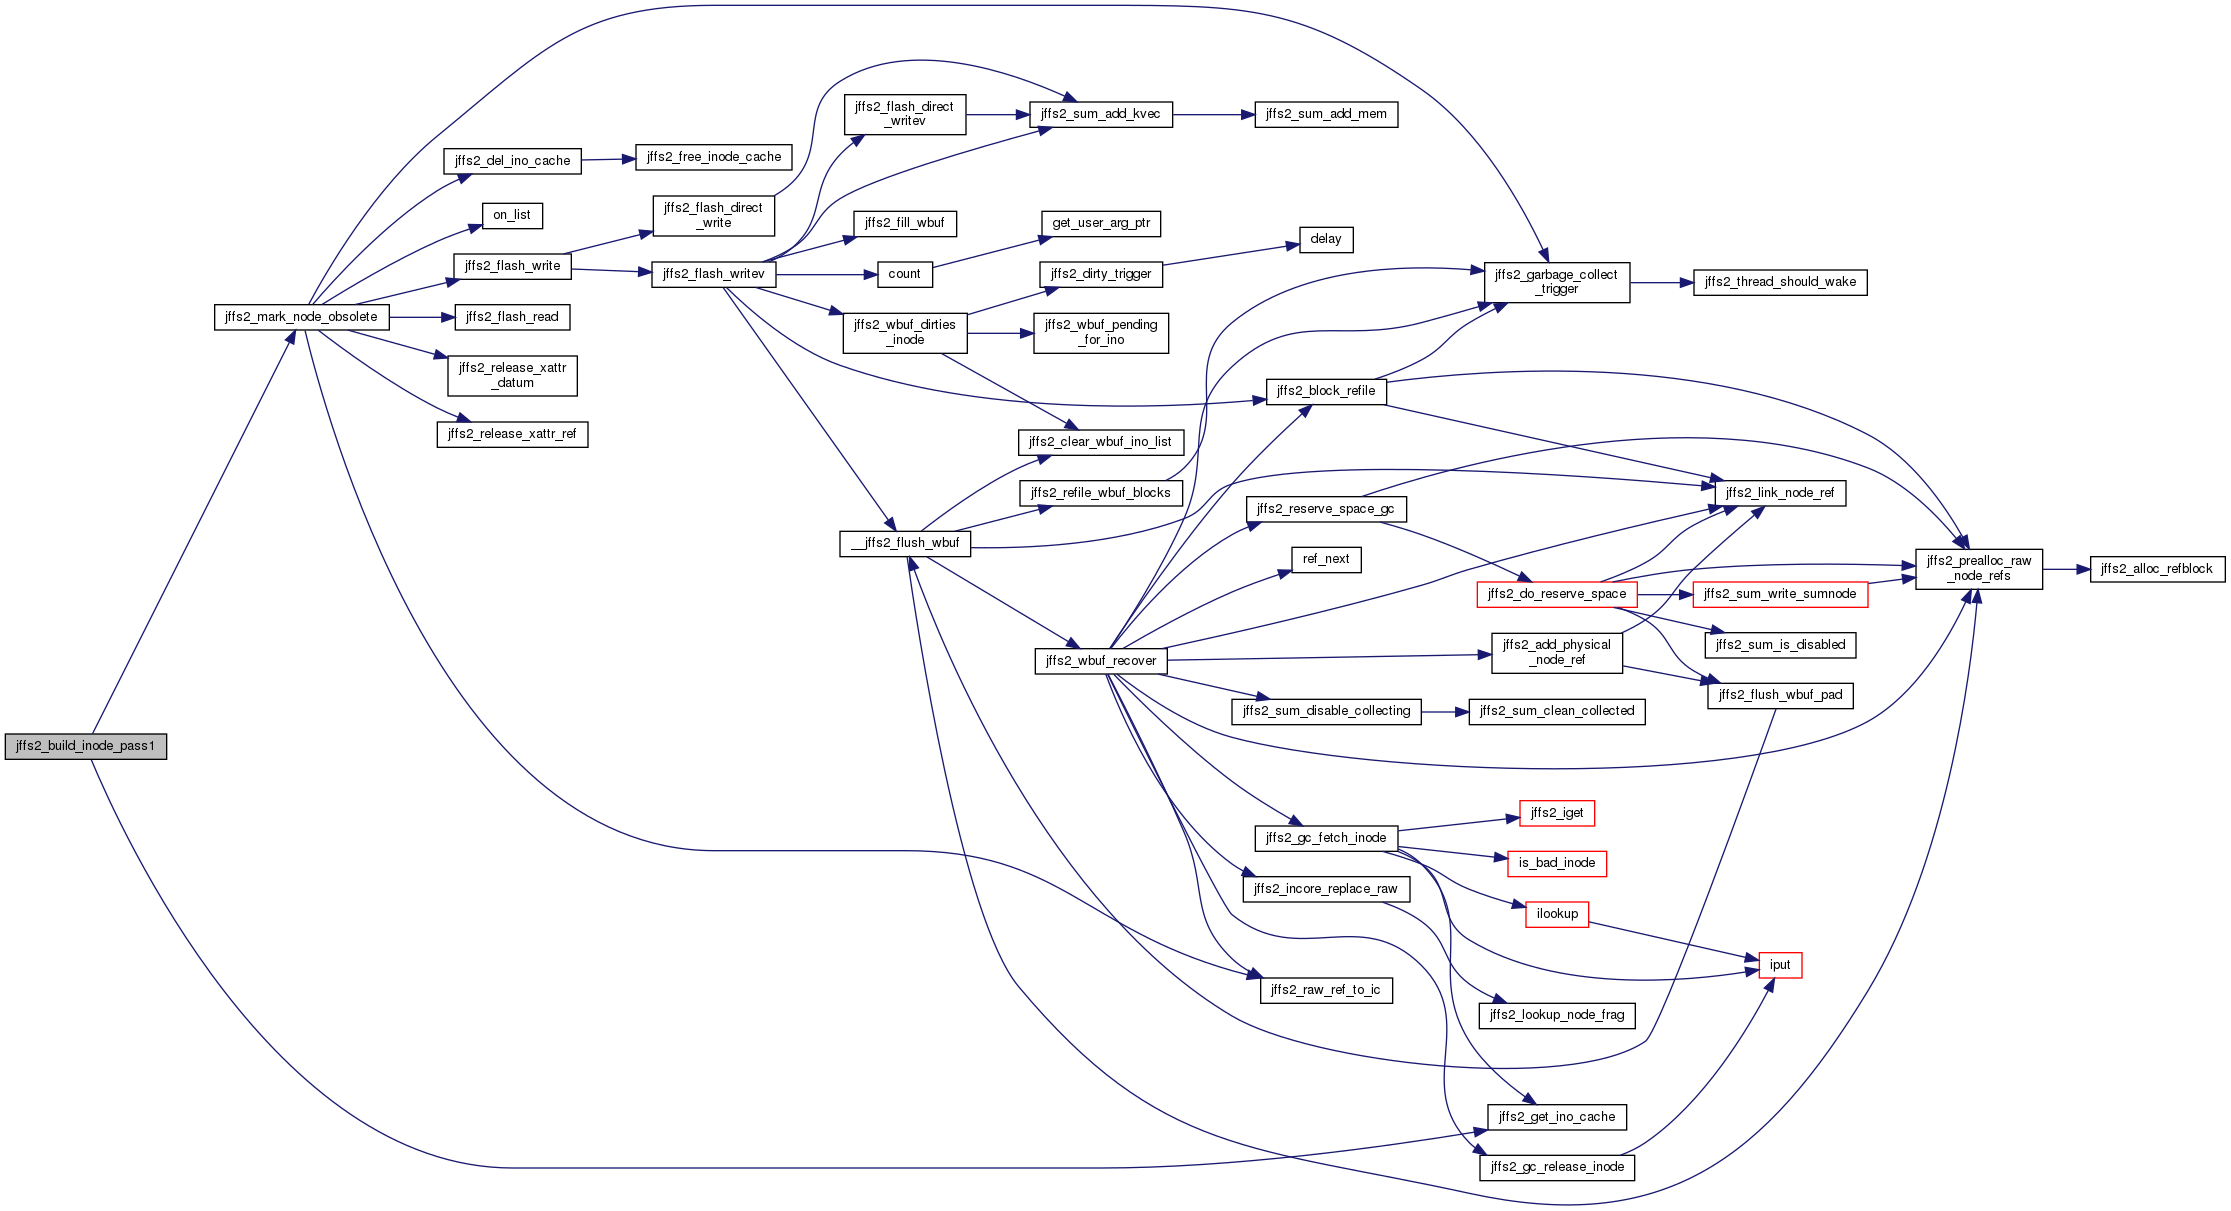 jffs2_build_inode_pass1
jffs2_mark_node_obsolete
jffs2_del_ino_cache
on_list
jffs2_flash_write
jffs2_flash_read
jffs2_release_xattr
_datum
jffs2_release_xattr_ref
jffs2_free_inode_cache
jffs2_flash_direct
_write
jffs2_flash_writev
jffs2_flash_direct
_writev
jffs2_fill_wbuf
count
jffs2_wbuf_dirties
_inode
__jffs2_flush_wbuf
jffs2_sum_add_kvec
get_user_arg_ptr
jffs2_dirty_trigger
jffs2_wbuf_pending
_for_ino
jffs2_clear_wbuf_ino_list
jffs2_refile_wbuf_blocks
jffs2_wbuf_recover
jffs2_sum_add_mem
delay
jffs2_block_refile
jffs2_reserve_space_gc
ref_next
jffs2_sum_disable_collecting
jffs2_gc_fetch_inode
jffs2_incore_replace_raw
jffs2_raw_ref_to_ic
jffs2_garbage_collect
_trigger
jffs2_do_reserve_space
jffs2_add_physical
_node_ref
jffs2_sum_clean_collected
jffs2_iget
is_bad_inode
ilookup
jffs2_lookup_node_frag
jffs2_get_ino_cache
jffs2_gc_release_inode
jffs2_thread_should_wake
jffs2_link_node_ref
jffs2_sum_write_sumnode
jffs2_sum_is_disabled
jffs2_flush_wbuf_pad
iput
jffs2_prealloc_raw
_node_refs
jffs2_alloc_refblock